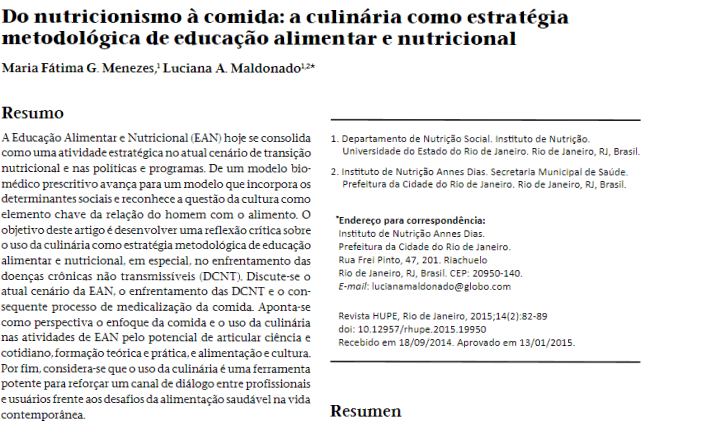 Do nutricionismo à comida: a culinária como estratégia
metodológica de educação alimentar e nutricional
Maria Fátima G. Menezes,¹ Luciana A. Maldonado¹,²*
Resumo
A Educação Alimentar e Nutricional (EAN) hoje se consolida
como uma atividade estratégica no atual cenário de transição
nutricional e nas políticas e programas. De um modelo bio-
médico prescritivo avança para um modelo que incorpora os
determinantes sociais e reconhece a questão da cultura como
elemento chave da relação do homem com o alimento. O
objetivo deste artigo é desenvolver uma reflexão crítica sobre
o uso da culinária como estratégia metodológica de educação
alimentar e nutricional, em especial, no enfrentamento das
doenças crônicas não transmissíveis (DCNT). Discute-se o
atual cenário da EAN, o enfrentamento das DCNT e o con-
sequente processo de medicalização da comida. Aponta-se
como perspectiva o enfoque da comida e o uso da culinária
nas atividades de EAN pelo potencial de articular ciência e
cotidiano, formação teórica e prática, e alimentação e cultura.
Por fim, considera-se que o uso da culinária é uma ferramenta
potente para reforçar um canal de diálogo entre profissionais
e usuários frente aos desafios da alimentação saudável na vida
contemporânea.
1. Departamento de Nutrição Social. Instituto de Nutrição.
Universidade do Estado do Rio de Janeiro. Rio de Janeiro, RJ, Brasil.
2. Instituto de Nutrição Annes Dias. Secretaria Municipal de Saúde.
Prefeitura da Cidade do Rio de Janeiro. Rio de Janeiro, RJ, Brasil.
*Endereço para correspondência:
Instituto de Nutrição Annes Dias.
Prefeitura da Cidade do Rio de Janeiro.
Rua Frei Pinto, 47, 201. Riachuelo
Rio de Janeiro, RJ, Brasil. CEP: 20950-140.
E-mail: lucianamaldonado@globo.com
Revista HUPE, Rio de Janeiro, 2015;14(2):82-89
doi: 10.12957/rhupe.2015.19950
Recebido em 18/09/2014. Aprovado em 13/01/2015.
Resumen